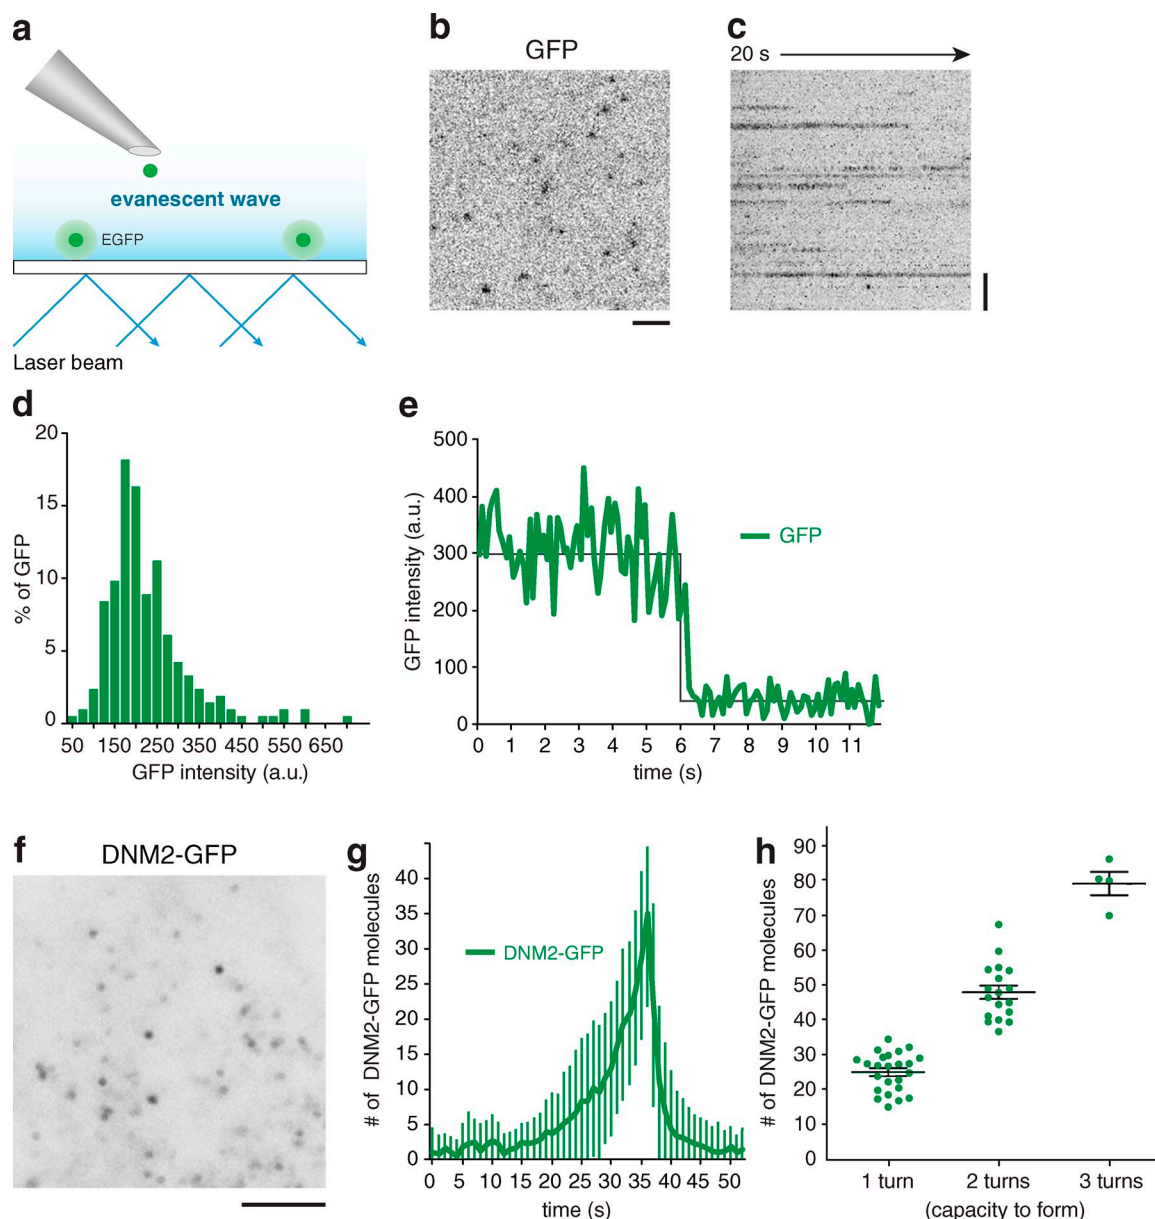 a
evanescent wave
EGFP
Laser beam
b
GFP
c
20 s
d
20
15
10
5
0
% of GFP
50 150 250 350 450 550 650
GFP intensity (a.u.)
e
500
400
300
200
100
0
GFP intensity (a.u.)
GFP
0 1 2 3 4 5 6 7 8 9 10 11
time (s)
f
DNM2-GFP
g
40
35
30
25
20
15
10
5
0
# of DNM2-GFP molecules
DNM2-GFP
0 5 10 15 20 25 30 35 40 45 50
time (s)
h
90
80
70
60
50
40
30
20
10
0
# of DNM2-GFP molecules
1 turn 2 turns 3 turns
(capacity to form)